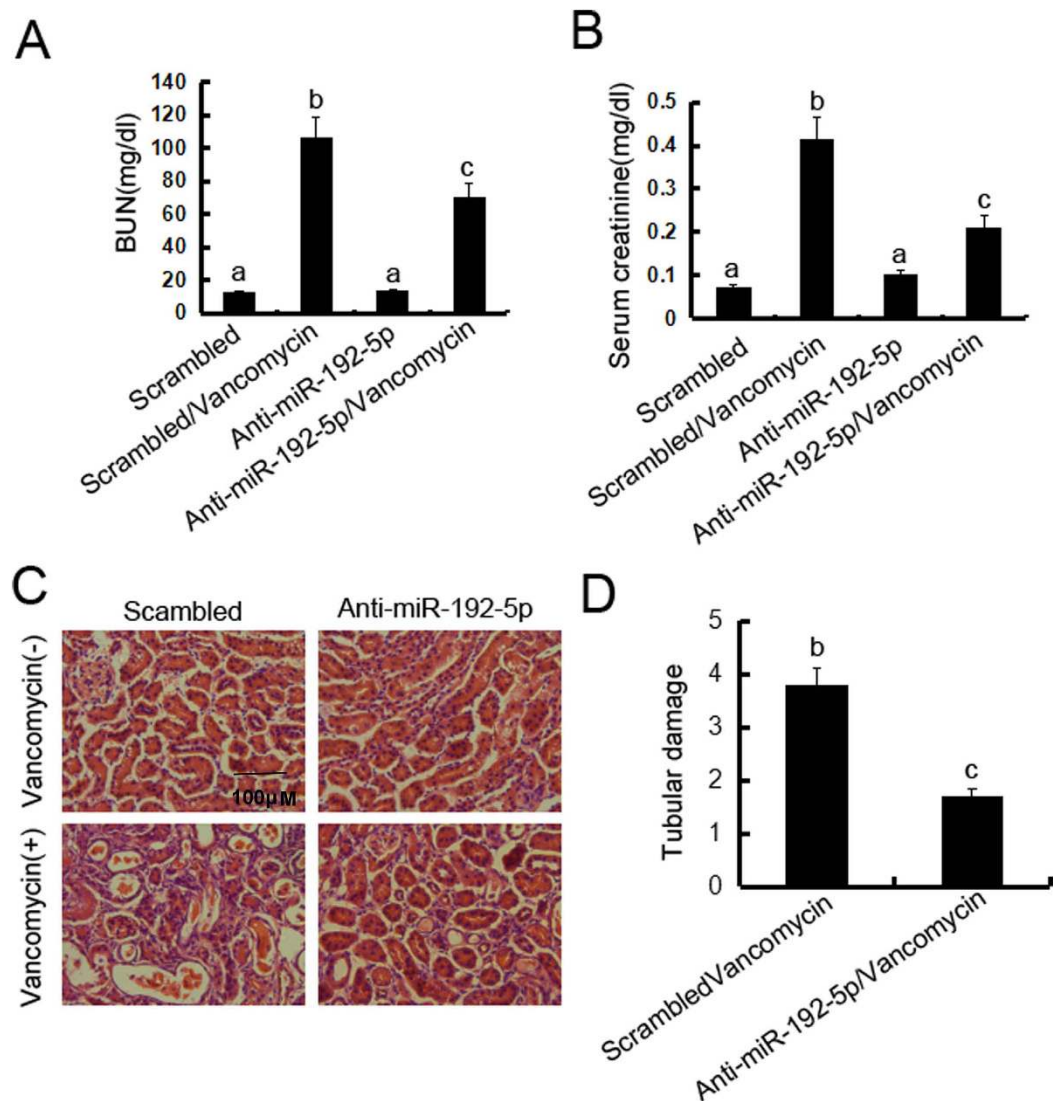 A
BUN(mg/dl)
140
120
100
80
60
40
20
0
a
b
a
c
Scrambled
Scrambled/Vancomycin
Anti-miR-192-5p
Anti-miR-192-5p/Vancomycin
B
Serum creatinine(mg/dl)
0.5
0.4
0.3
0.2
0.1
0
a
b
a
c
Scrambled
Scrambled/Vancomycin
Anti-miR-192-5p
Anti-miR-192-5p/Vancomycin
C
Scambled
Anti-miR-192-5p
Vancomycin(-)
100µM
Vancomycin(+)
D
Tubular damage
5
4
3
2
1
0
b
c
ScrambledVancomycin
Anti-miR-192-5p/Vancomycin